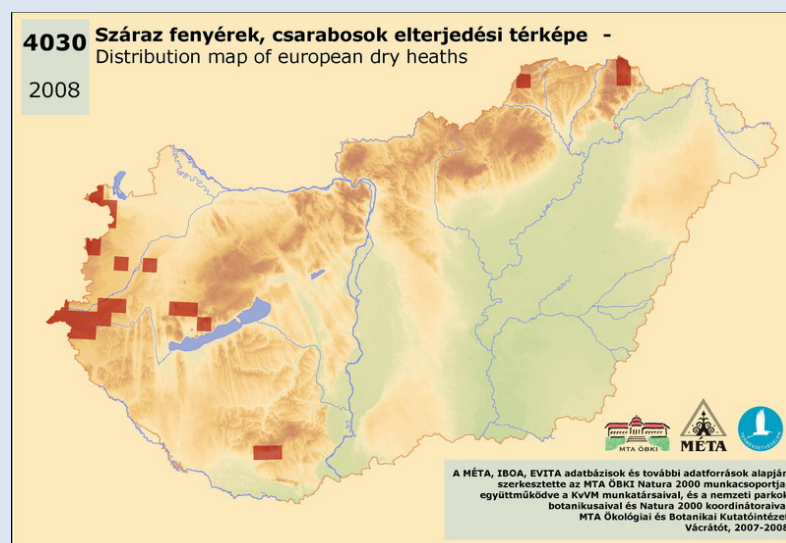 4030
2008
Száraz fenyérek, csarabosok elterjedési térképe -
Distribution map of european dry heaths
MTA ÖBKI
MÉTA
A MÉTA, IBOA, EVITA adatbázisok és további adatforrások alapján
szerkesztette az MTA ÖBKI Natura 2000 munkacsoportja,
együttműködve a KvVM munkatársaival, és a nemzeti parkok
botanikusaival és Natura 2000 koordinátoraival
MTA Ökológiai és Botanikai Kutatóintézet
Vácrátót, 2007-2008